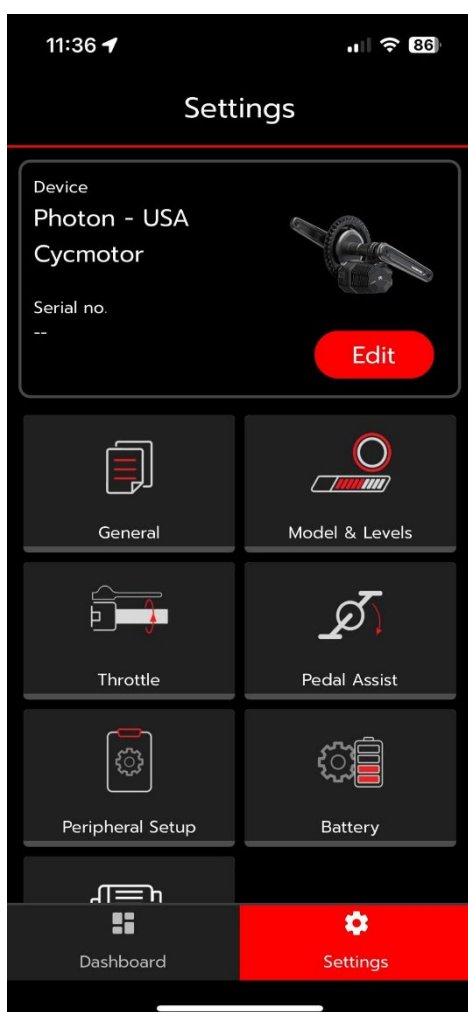 11:36
86
Settings
Device
Photon - USA
Cycmotor
Serial no.
--
Edit
General
Model & Levels
Throttle
Pedal Assist
Peripheral Setup
Battery
Dashboard
Settings